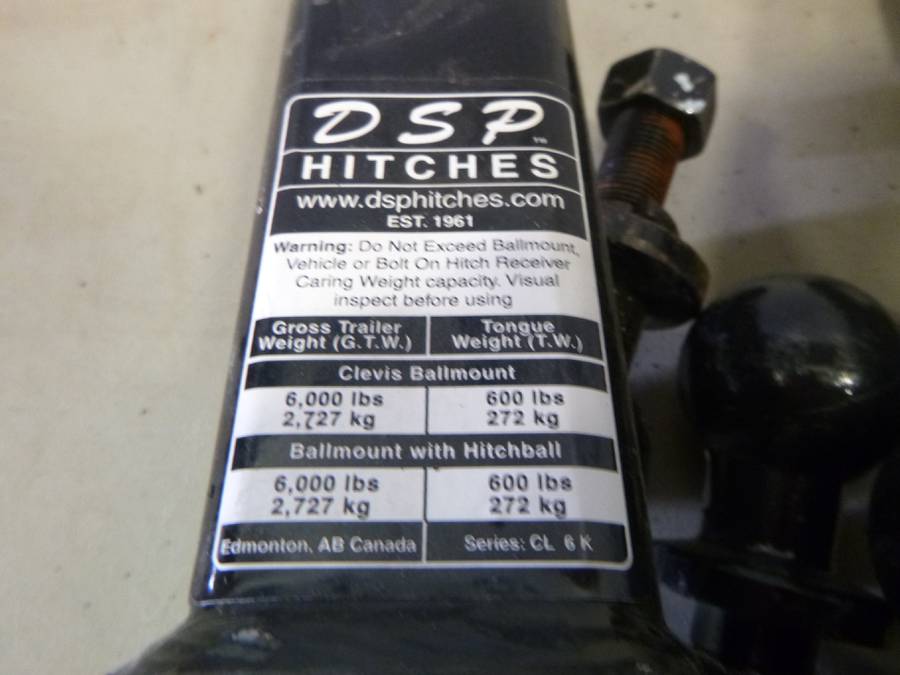 DSP™
HITCHES
www.dsphitches.com
EST. 1961
Warning: Do Not Exceed Ballmount,
Vehicle or Bolt On Hitch Receiver
Caring Weight capacity. Visual
inspect before using
Gross Trailer
Weight (G.T.W.)
Tongue
Weight (T.W.)
Clevis Ballmount
6,000 lbs
2,727 kg
600 lbs
272 kg
Ballmount with Hitchball
6,000 lbs
2,727 kg
600 lbs
272 kg
Edmonton, AB Canada
Series: CL 6 K